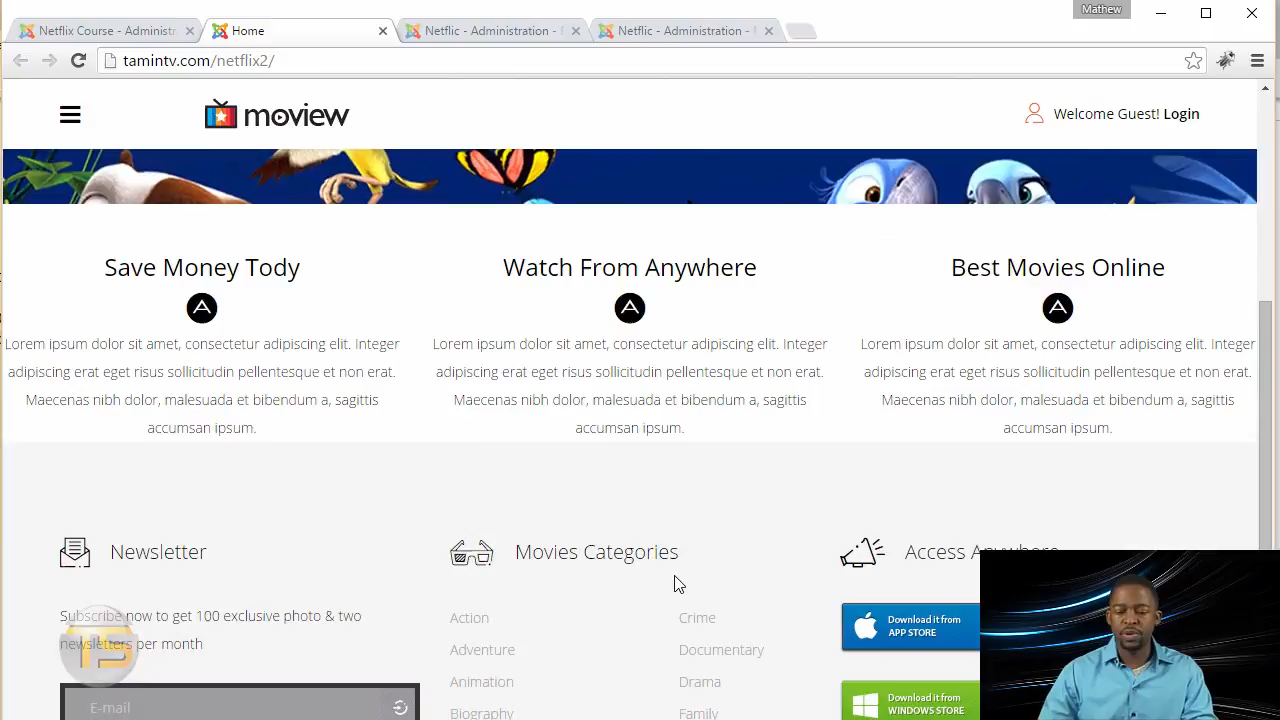 Mathew
Netflix Course - Administr
Home
Netflic - Administration -
Netflic - Administration -
tamintv.com/netflix2/
moview
Welcome Guest! Login
Save Money Tody
Watch From Anywhere
Best Movies Online
Lorem ipsum dolor sit amet, consectetur adipiscing elit. Integer
adipiscing erat eget risus sollicitudin pellentesque et non erat.
Maecenas nibh dolor, malesuada et bibendum a, sagittis
accumsan ipsum.
Lorem ipsum dolor sit amet, consectetur adipiscing elit. Integer
adipiscing erat eget risus sollicitudin pellentesque et non erat.
Maecenas nibh dolor, malesuada et bibendum a, sagittis
accumsan ipsum.
Lorem ipsum dolor sit amet, consectetur adipiscing elit. Integer
adipiscing erat eget risus sollicitudin pellentesque et non erat.
Maecenas nibh dolor, malesuada et bibendum a, sagittis
accumsan ipsum.
Newsletter
Subscribe now to get 100 exclusive photo & two
newsletters per month
E-mail
TS
Movies Categories
Action
Adventure
Animation
Biography
Crime
Documentary
Drama
Family
Access Anywhere
Download it from
APP STORE
Download it from
WINDOWS STORE